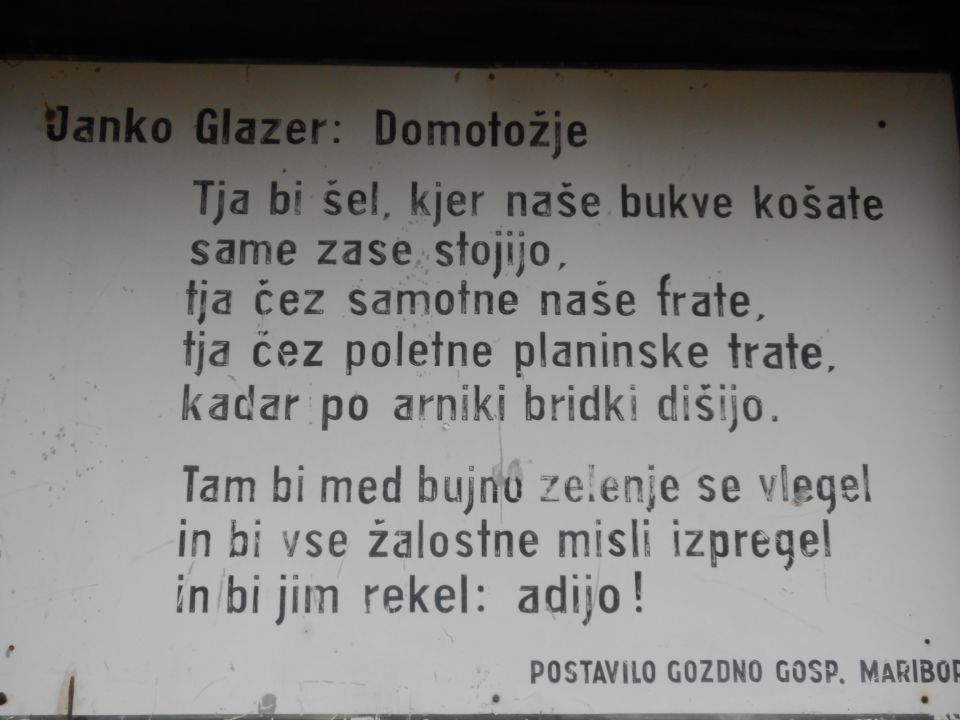 Janko Glazer: Domotožje
Tja bi šel, kjer naše bukve košate
same zase stojijo,
tja čez samotne naše frate,
tja čez poletne planinske trate,
kadar po arniki bridki dišijo.
Tam bi med bujno zelenje se vlegel
in bi vse žalostne misli izpregel
in bi jim rekel: adijo!
POSTAVILO GOZDNO GOSP. MARIBOR